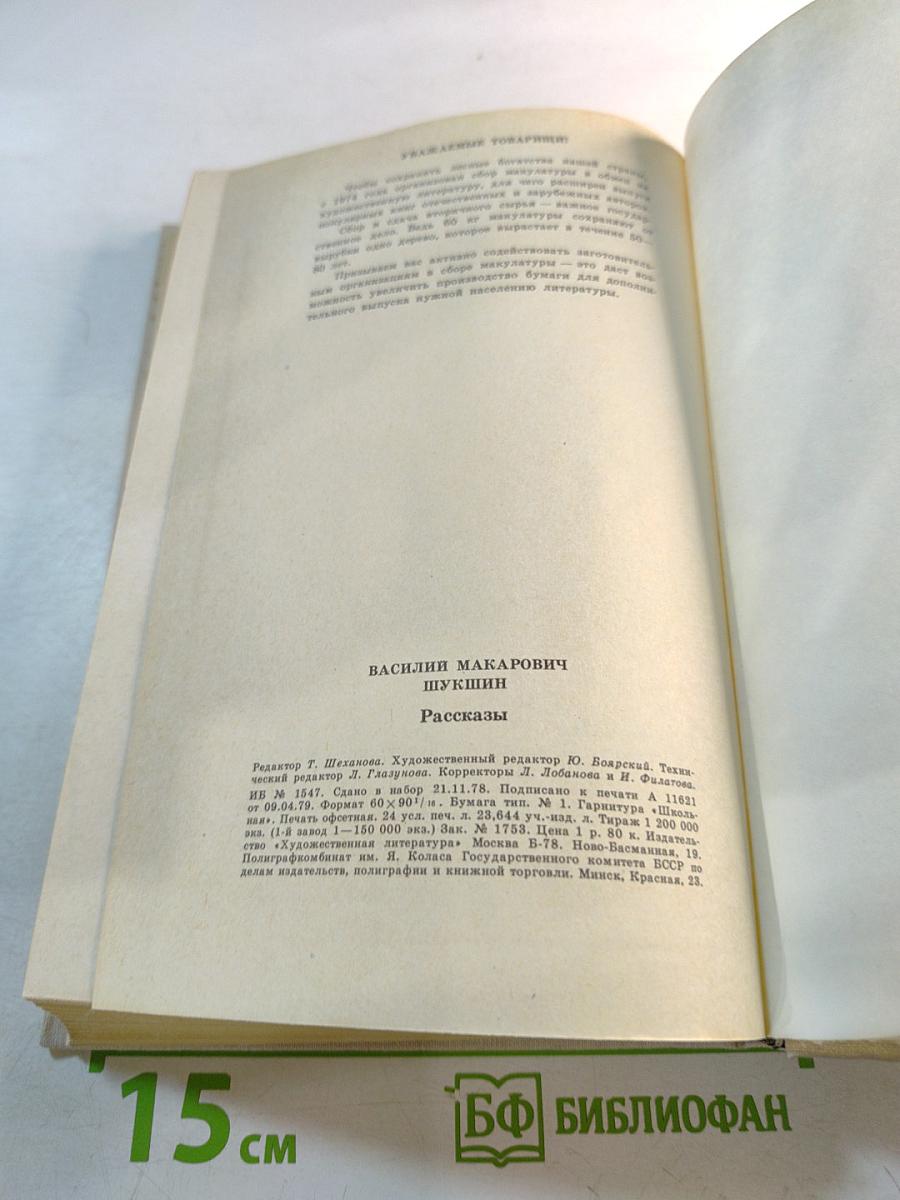 УВАЖАЕМЫЕ ТОВАРИЩИ!
Чтобы сохранить лесные богатства нашей страны,
с 1974 года организован сбор макулатуры в обмен на
художественную литературу, для чего расширен выпуск
популярных книг отечественных и зарубежных авторов.
Сбор и сдача вторичного сырья — важное государ-
ственное дело. Ведь 60 кг макулатуры сохраняют от
вырубки одно дерево, которое вырастает в течение 50—
80 лет.
Призываем вас активно содействовать заготовитель-
ным организациям в сборе макулатуры — это даст воз-
можность увеличить производство бумаги для дополни-
тельного выпуска нужной населению литературы.
ВАСИЛИЙ МАКАРОВИЧ
ШУКШИН
Рассказы
Редактор Т. Шеханова. Художественный редактор Ю. Боярский. Техни-
ческий редактор Л. Глазунова. Корректоры Л. Лобанова и И. Филатова.
ИБ № 1547. Сдано в набор 21.11.78. Подписано к печати А 11621
от 09.04.79. Формат 60×90 1/16. Бумага тип. № 1. Гарнитура «Школь-
ная». Печать офсетная. 24 усл. печ. л. 23,644 уч.-изд. л. Тираж 1 200 000
экз. (1-й завод 1—150 000 экз.) Зак. № 1753. Цена 1 р. 80 к. Издатель-
ство «Художественная литература» Москва Б-78. Ново-Басманная, 19.
Полиграфкомбинат им. Я. Коласа Государственного комитета БССР по
делам издательств, полиграфии и книжной торговли. Минск, Красная, 23.
15 см
БФ БИБЛИОФАН